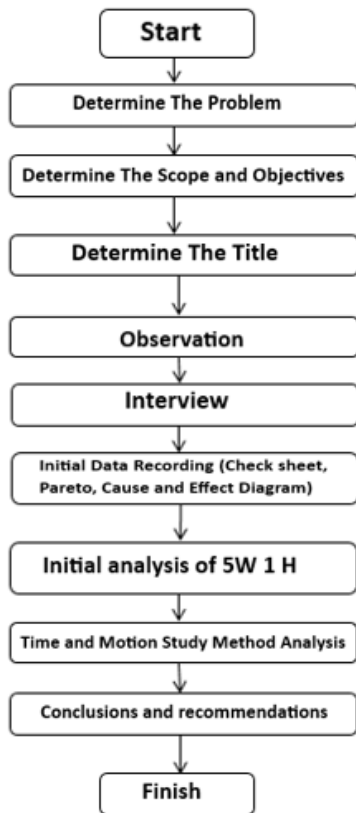 Start
Determine The Problem
Determine The Scope and Objectives
Determine The Title
Observation
Interview
Initial Data Recording (Check sheet,
Pareto, Cause and Effect Diagram)
Initial analysis of 5W 1 H
Time and Motion Study Method Analysis
Conclusions and recommendations
Finish